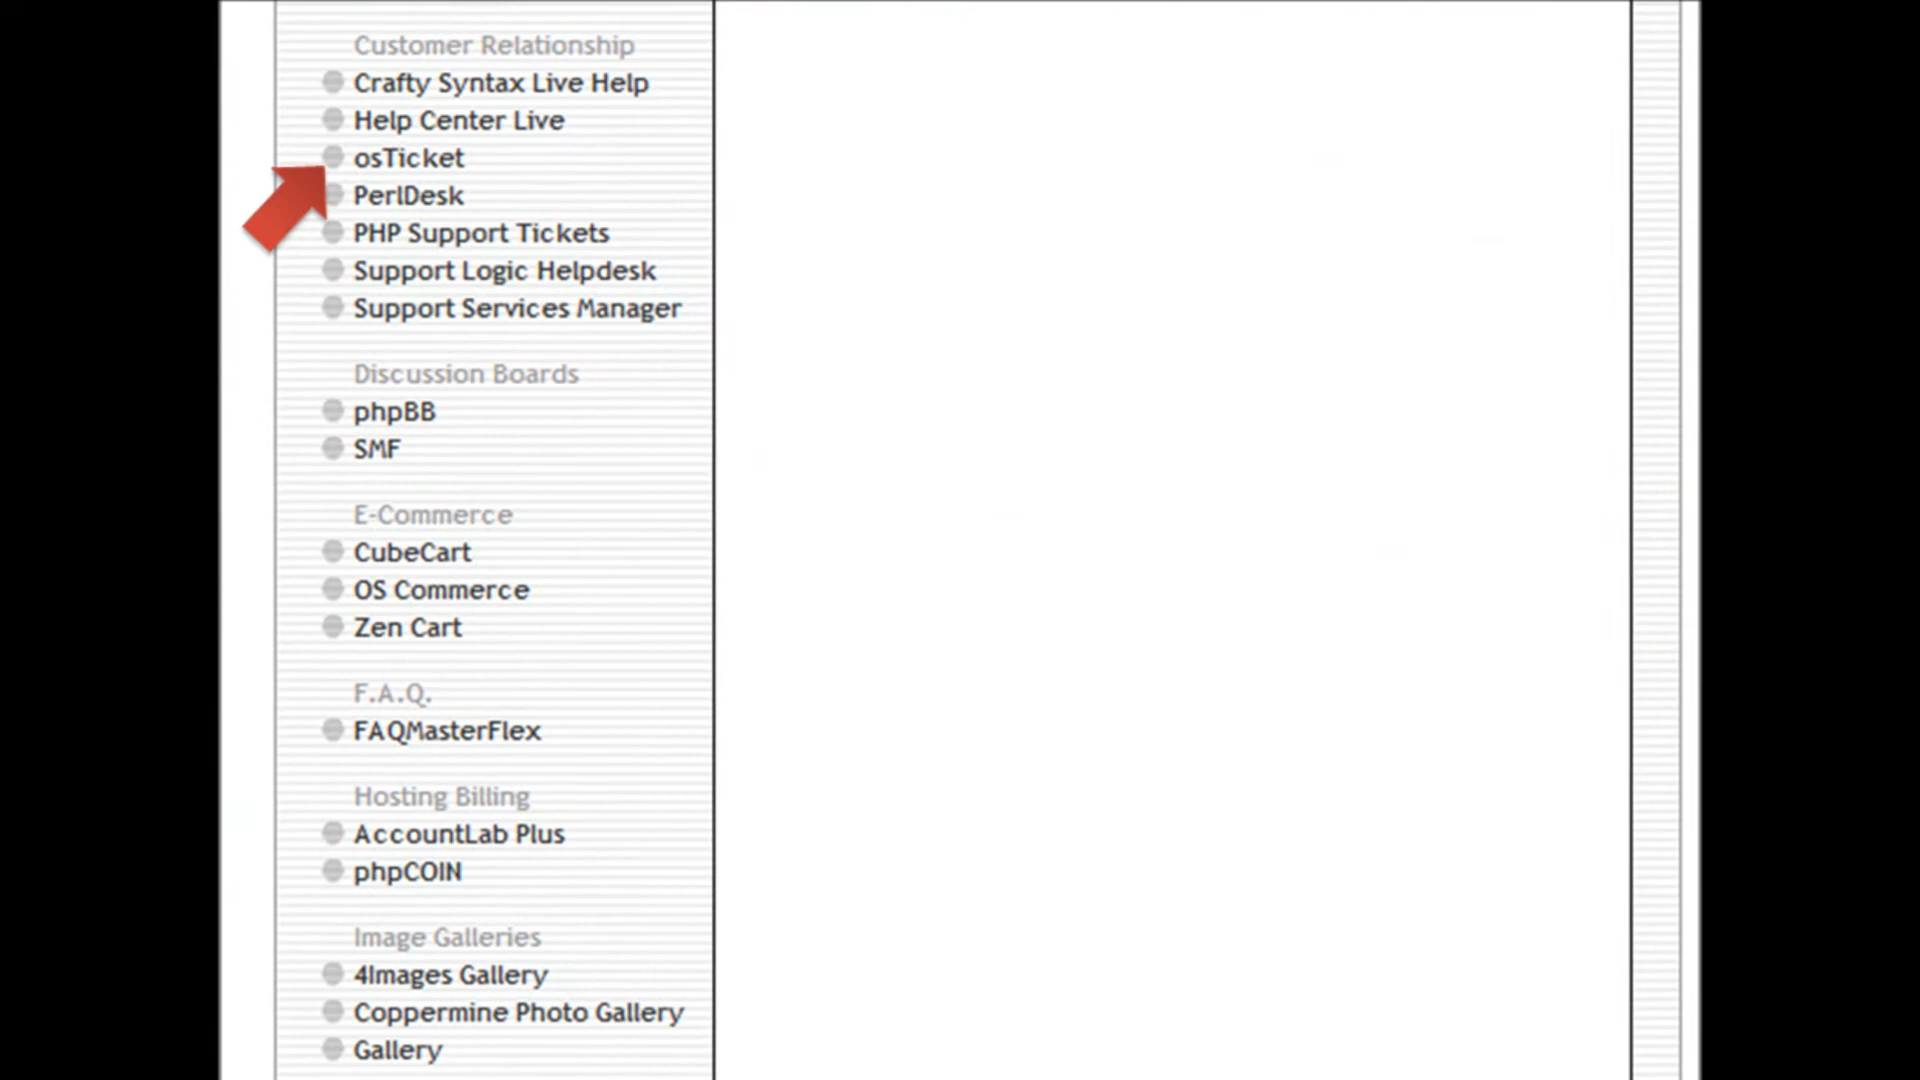 Customer Relationship
Crafty Syntax Live Help
Help Center Live
osTicket
PerlDesk
PHP Support Tickets
Support Logic Helpdesk
Support Services Manager
Discussion Boards
phpBB
SMF
E-Commerce
CubeCart
OS Commerce
Zen Cart
F.A.Q.
FAQMasterFlex
Hosting Billing
AccountLab Plus
phpCOIN
Image Galleries
4Images Gallery
Coppermine Photo Gallery
Gallery